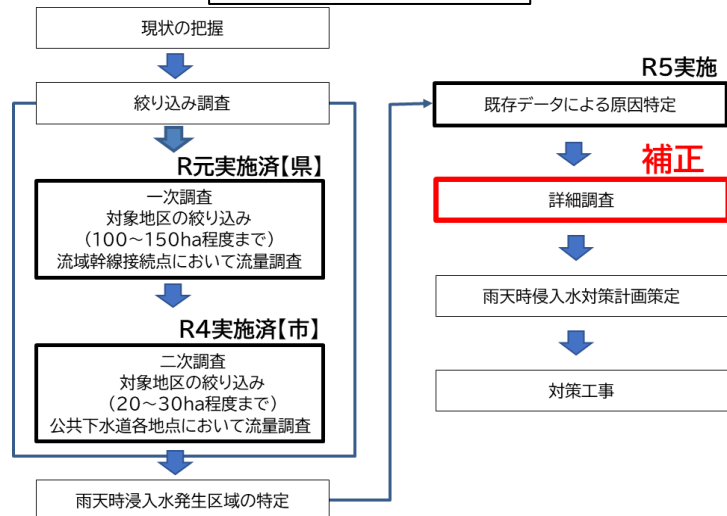 現状の把握
絞り込み調査
R元実施済【県】
一次調査
対象地区の絞り込み
(100～150ha程度まで)
流域幹線接続点において流量調査
R4実施済【市】
二次調査
対象地区の絞り込み
(20～30ha程度まで)
公共下水道各地点において流量調査
雨天時浸入水発生区域の特定
R5実施
既存データによる原因特定
補正
詳細調査
雨天時侵入水対策計画策定
対策工事